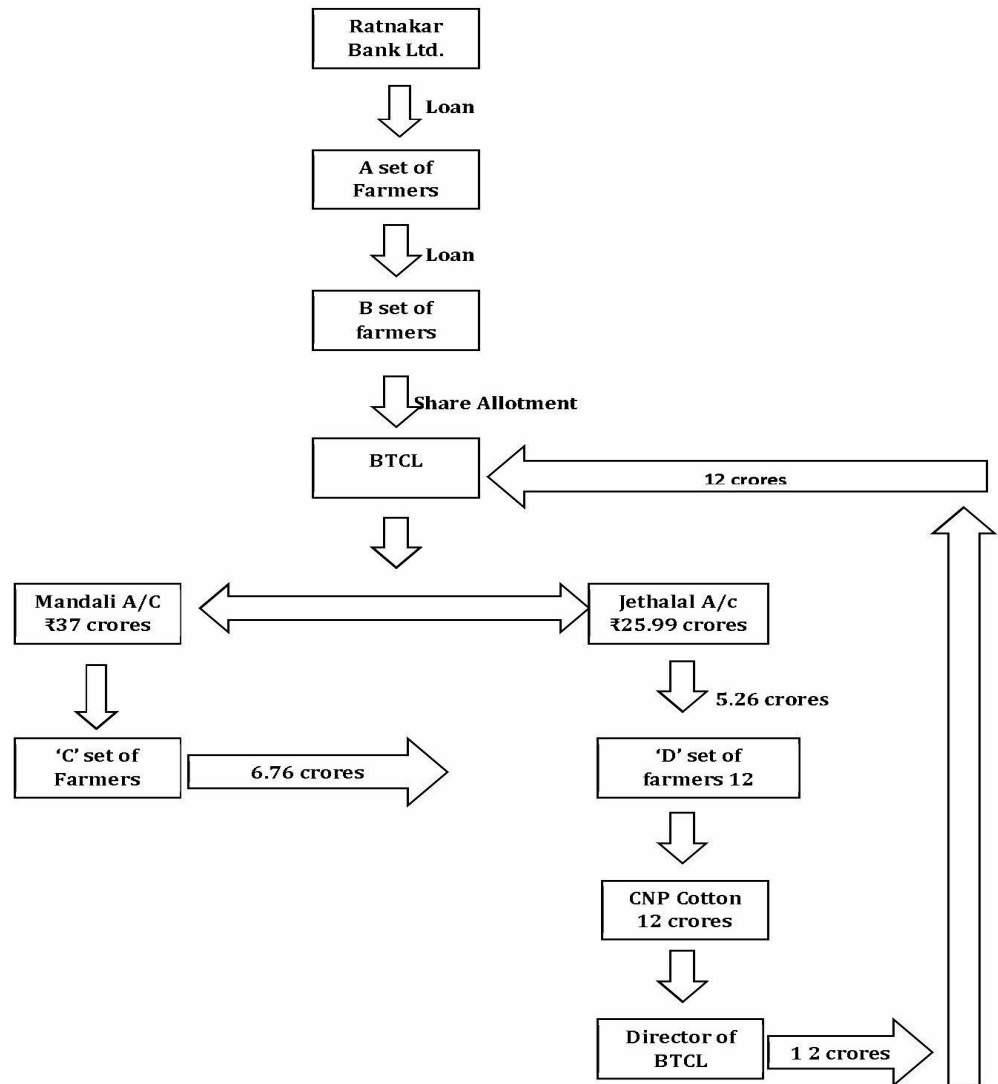 Ratnakar
Bank Ltd.
Loan
A set of
Farmers
Loan
B set of
farmers
Share Allotment
BTCL
12 crores
Mandali A/C
₹37 crores
Jethalal A/c
₹25.99 crores
5.26 crores
‘C’ set of
Farmers
6.76 crores
‘D’ set of
farmers 12
CNP Cotton
12 crores
Director of
BTCL
1 2 crores